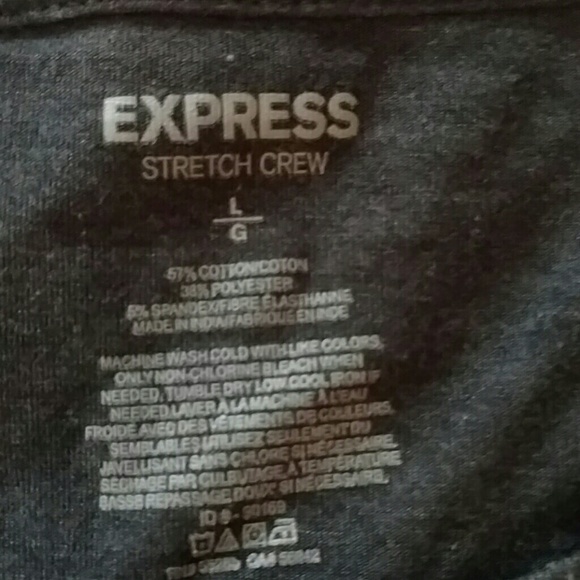 EXPRESS
STRETCH CREW
L
G
57% COTTON/COTON
38% POLYESTER
5% SPANDEX/FIBRE ÉLASTHANNE
MADE IN INDIA/FABRIQUÉ EN INDE
MACHINE WASH COLD WITH LIKE COLORS.
ONLY NON-CHLORINE BLEACH WHEN
NEEDED. TUMBLE DRY LOW. COOL IRON IF
NEEDED. LAVER À LA MACHINE À L'EAU
FROIDE AVEC DES VÊTEMENTS DE COULEURS.
SEMBLABLES UTILISEZ SEULEMENT DU
JAVELLISANT SANS CHLORE SI NÉCESSAIRE.
SÉCHAGE PAR CULBUTAGE À TEMPÉRATURE
BASSE REPASSAGE DOUX SI NÉCESSAIRE.